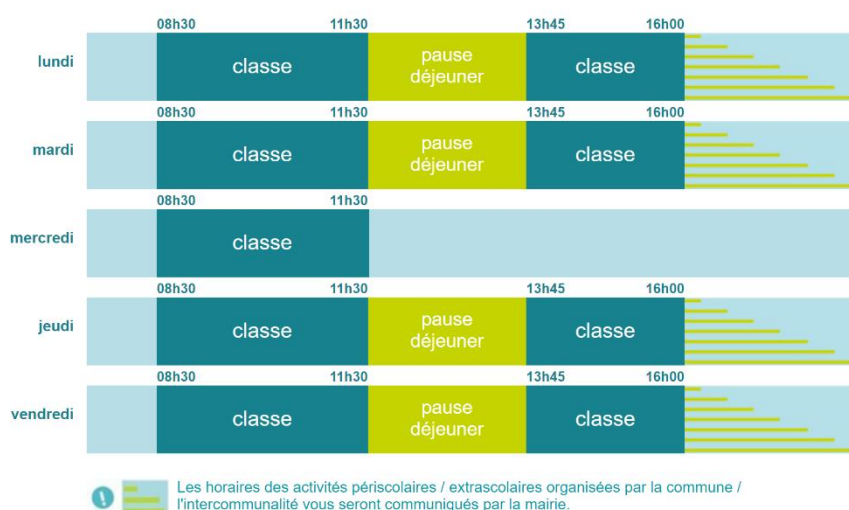 08h30 11h30 13h45 16h00
lundi classe pause déjeuner classe
08h30 11h30 13h45 16h00
mardi classe pause déjeuner classe
08h30 11h30
mercredi classe
08h30 11h30 13h45 16h00
jeudi classe pause déjeuner classe
08h30 11h30 13h45 16h00
vendredi classe pause déjeuner classe
! Les horaires des activités périscolaires / extrascolaires organisées par la commune /
l'intercommunalité vous seront communiqués par la mairie.